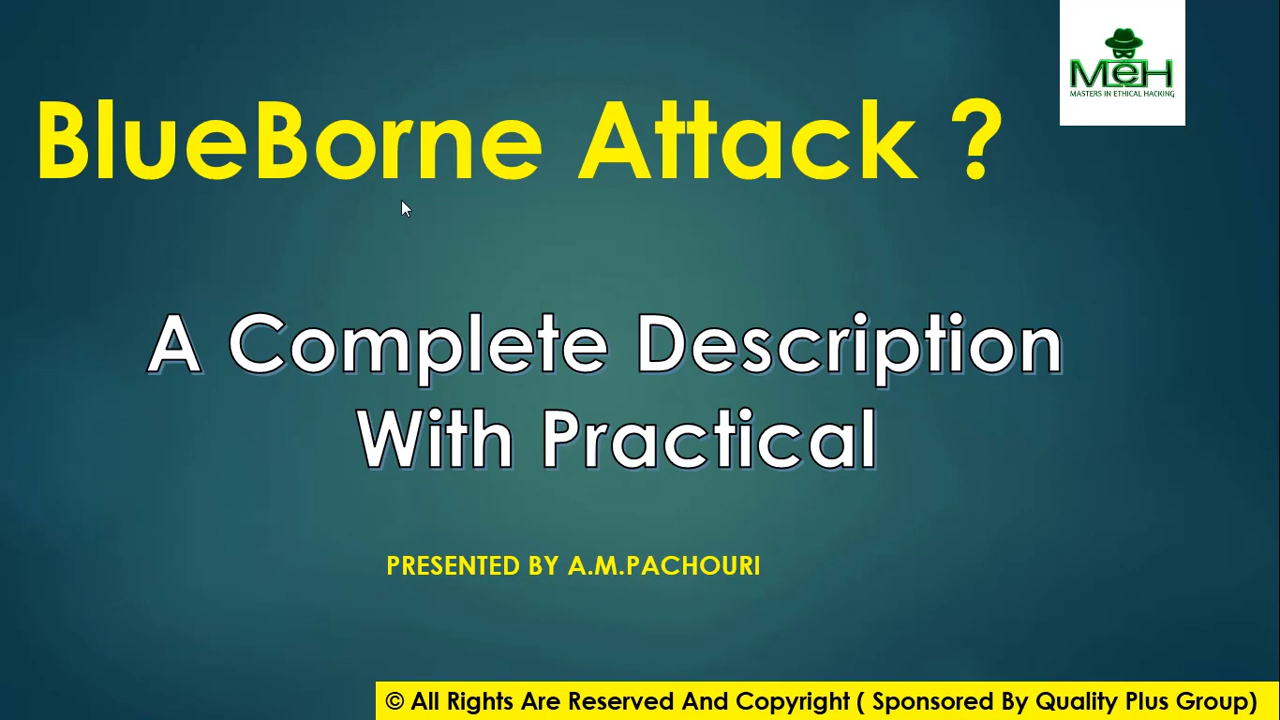 MeH
MASTERS IN ETHICAL HACKING
BlueBorne Attack ?
A Complete Description
With Practical
PRESENTED BY A.M.PACHOURI
© All Rights Are Reserved And Copyright ( Sponsored By Quality Plus Group)